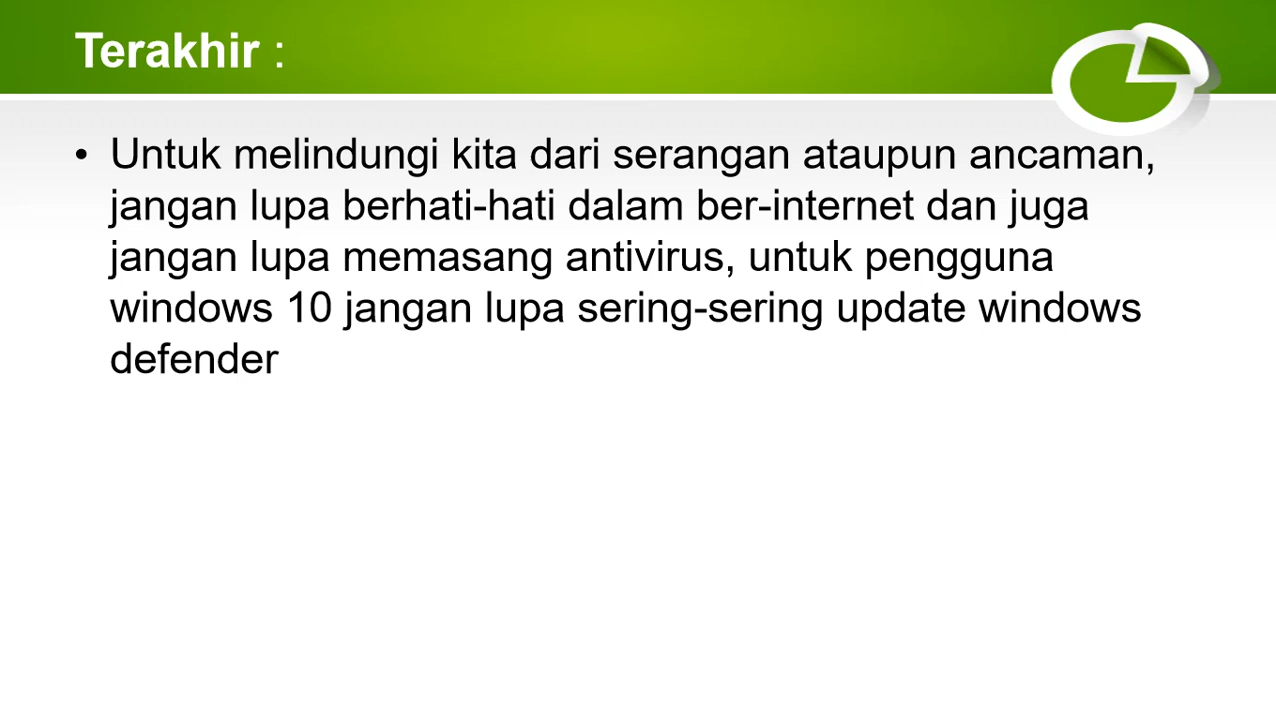 Terakhir :
• Untuk melindungi kita dari serangan ataupun ancaman,
jangan lupa berhati-hati dalam ber-internet dan juga
jangan lupa memasang antivirus, untuk pengguna
windows 10 jangan lupa sering-sering update windows
defender